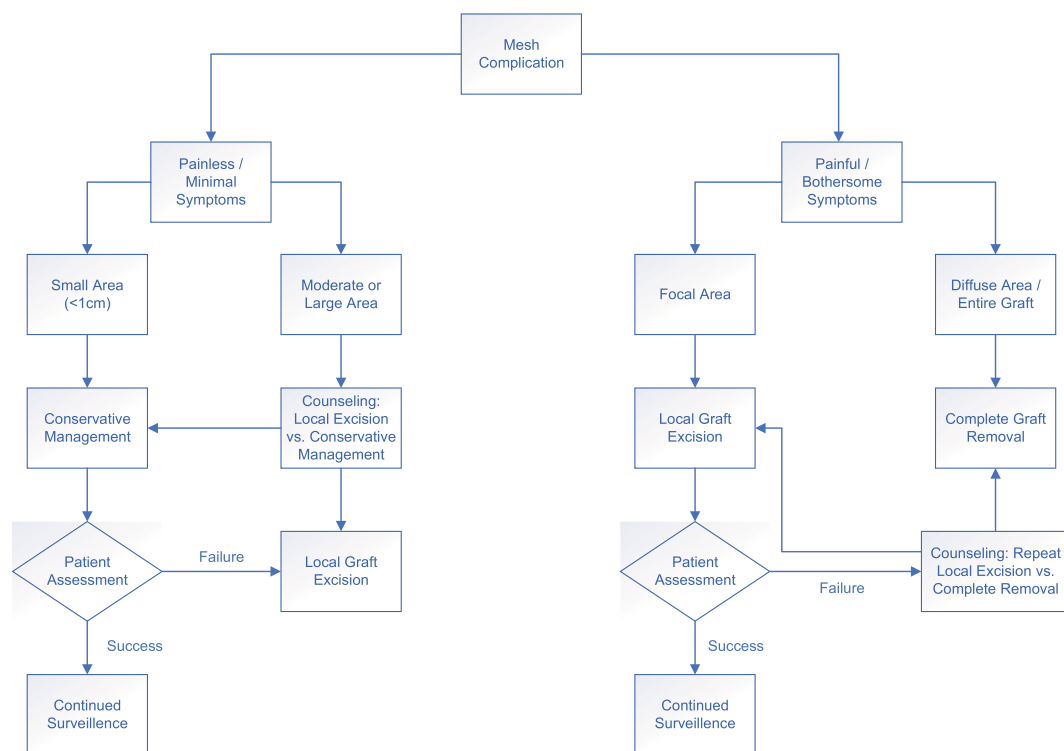 Mesh
Complication
Painless /
Minimal
Symptoms
Painful /
Bothersome
Symptoms
Small Area
(<1cm)
Moderate or
Large Area
Focal Area
Diffuse Area /
Entire Graft
Conservative
Management
Counseling:
Local Excision
vs. Conservative
Management
Local Graft
Excision
Complete Graft
Removal
Patient
Assessment
Failure
Local Graft
Excision
Patient
Assessment
Failure
Counseling: Repeat
Local Excision vs.
Complete Removal
Success
Success
Continued
Surveillence
Continued
Surveillence